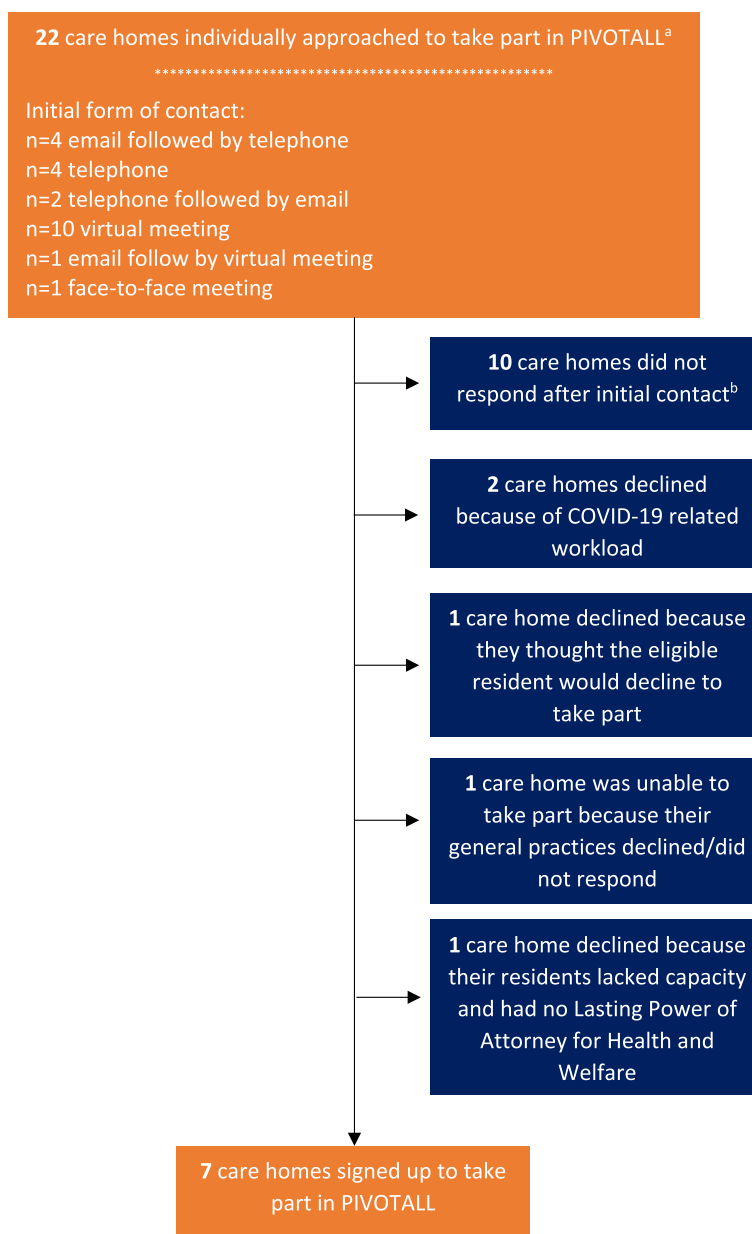 22 care homes individually approached to take part in PIVOTALLa
****************************************************
Initial form of contact:
n=4 email followed by telephone
n=4 telephone
n=2 telephone followed by email
n=10 virtual meeting
n=1 email follow by virtual meeting
n=1 face-to-face meeting
10 care homes did not
respond after initial contactb
2 care homes declined
because of COVID-19 related
workload
1 care home declined because
they thought the eligible
resident would decline to
take part
1 care home was unable to
take part because their
general practices declined/did
not respond
1 care home declined because
their residents lacked capacity
and had no Lasting Power of
Attorney for Health and
Welfare
7 care homes signed up to take
part in PIVOTALL